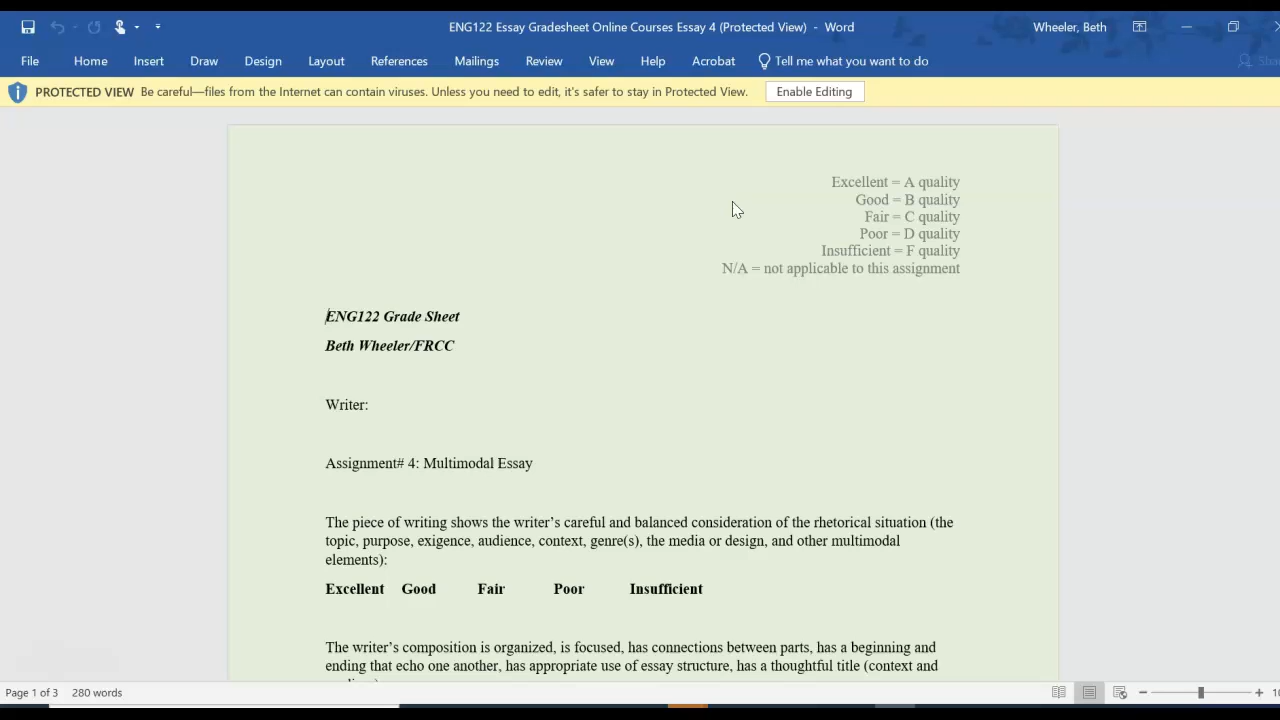 ENG122 Essay Gradesheet Online Courses Essay 4 (Protected View) - Word
Wheeler, Beth
File Home Insert Draw Design Layout References Mailings Review View Help Acrobat Tell me what you want to do
PROTECTED VIEW Be careful—files from the Internet can contain viruses. Unless you need to edit, it's safer to stay in Protected View. Enable Editing
Excellent = A quality
Good = B quality
Fair = C quality
Poor = D quality
Insufficient = F quality
N/A = not applicable to this assignment
ENG122 Grade Sheet
Beth Wheeler/FRCC
Writer:
Assignment# 4: Multimodal Essay
The piece of writing shows the writer's careful and balanced consideration of the rhetorical situation (the
topic, purpose, exigence, audience, context, genre(s), the media or design, and other multimodal
elements):
Excellent Good Fair Poor Insufficient
The writer's composition is organized, is focused, has connections between parts, has a beginning and
ending that echo one another, has appropriate use of essay structure, has a thoughtful title (context and
Page 1 of 3 280 words